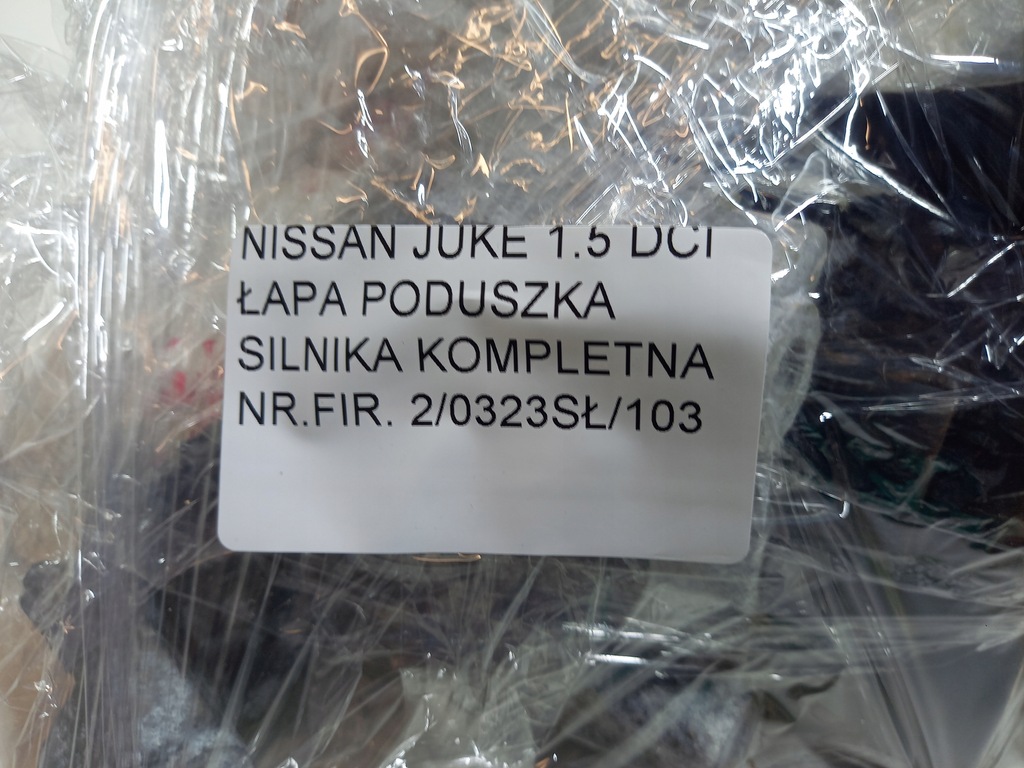 NISSAN JUKE 1.5 DCI
ŁAPA PODUSZKA
SILNIKA KOMPLETNA
NR.FIR. 2/0323SŁ/103